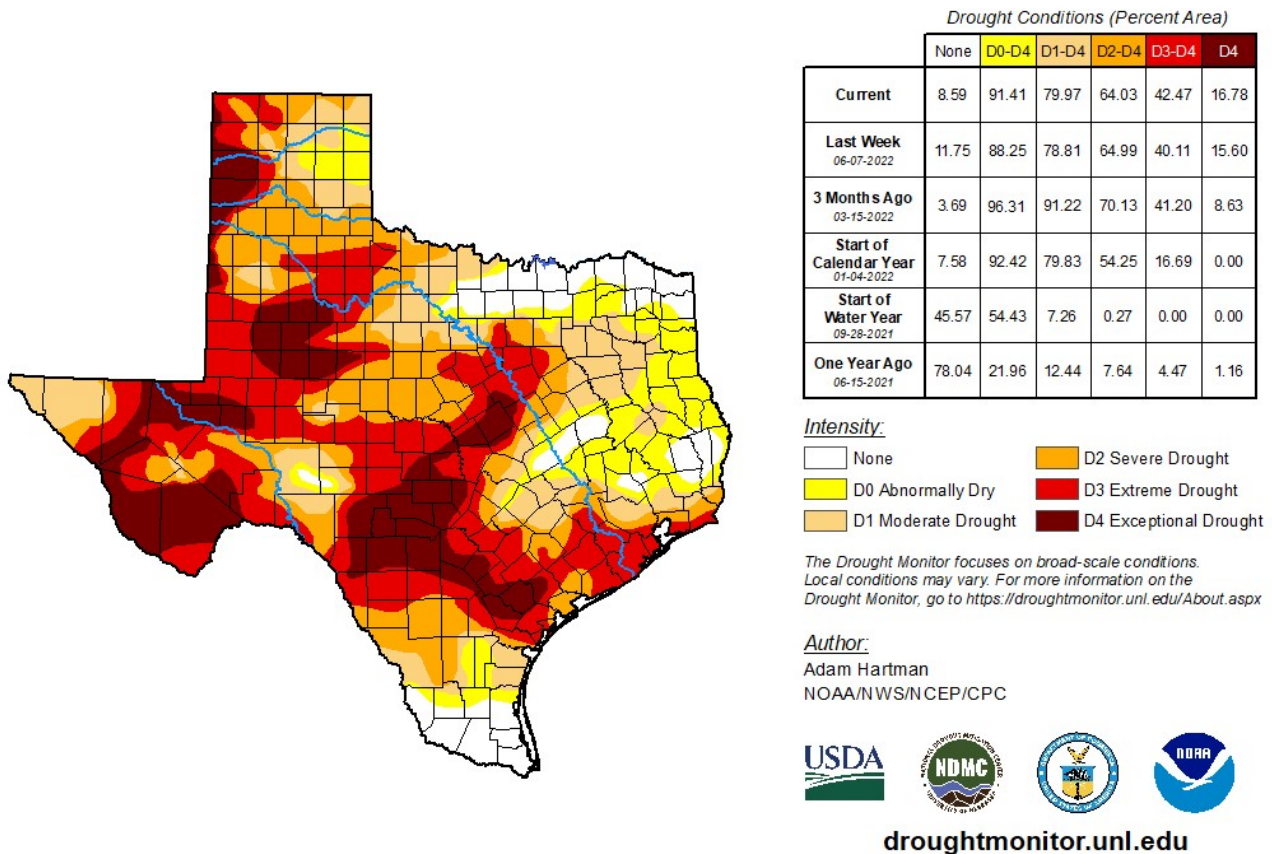 Drought Conditions (Percent Area)
None D0-D4 D1-D4 D2-D4 D3-D4 D4
Current 8.59 91.41 79.97 64.03 42.47 16.78
Last Week
06-07-2022 11.75 88.25 78.81 64.99 40.11 15.60
3 Months Ago
03-15-2022 3.69 96.31 91.22 70.13 41.20 8.63
Start of
Calendar Year
01-04-2022 7.58 92.42 79.83 54.25 16.69 0.00
Start of
Water Year
09-28-2021 45.57 54.43 7.26 0.27 0.00 0.00
One Year Ago
06-15-2021 78.04 21.96 12.44 7.64 4.47 1.16
Intensity:
None
D0 Abnormally Dry
D1 Moderate Drought
D2 Severe Drought
D3 Extreme Drought
D4 Exceptional Drought
The Drought Monitor focuses on broad-scale conditions.
Local conditions may vary. For more information on the
Drought Monitor, go to https://droughtmonitor.unl.edu/About.aspx
Author:
Adam Hartman
NOAA/NWS/NCEP/CPC
USDA
NDMC
NOAA
droughtmonitor.unl.edu